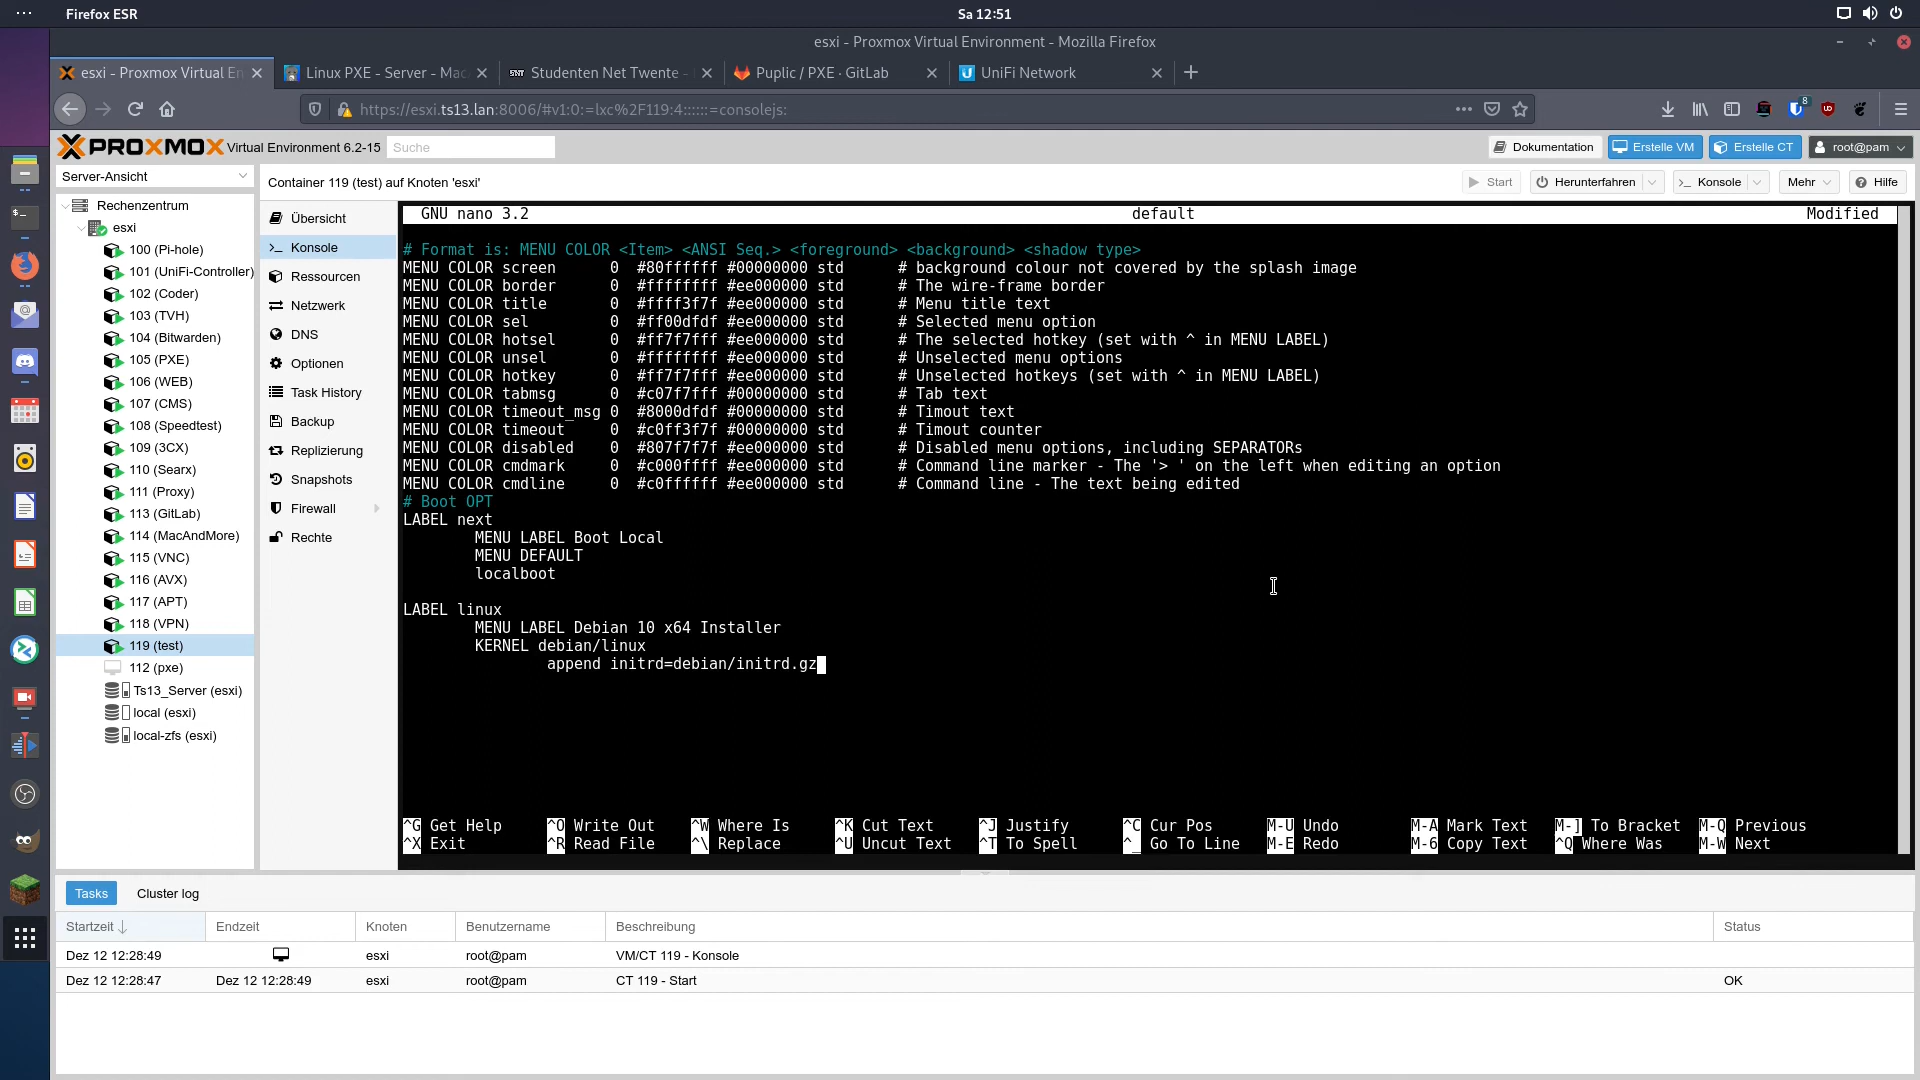 Firefox ESR
Sa 12:51
esxi - Proxmox Virtual Environment - Mozilla Firefox
esxi - Proxmox Virtual En
Linux PXE - Server - Mac
Studenten Net Twente -
Puplic / PXE · GitLab
UniFi Network
https://esxi.ts13.lan:8006/#v1:0:=lxc%2F119:4::::::=consolejs:
8
PROXMOX Virtual Environment 6.2-15
Suche
Dokumentation
Erstelle VM
Erstelle CT
root@pam
Server-Ansicht
Container 119 (test) auf Knoten 'esxi'
Start
Herunterfahren
Konsole
Mehr
Hilfe
Rechenzentrum
esxi
100 (Pi-hole)
101 (UniFi-Controller)
102 (Coder)
103 (TVH)
104 (Bitwarden)
105 (PXE)
106 (WEB)
107 (CMS)
108 (Speedtest)
109 (3CX)
110 (Searx)
111 (Proxy)
113 (GitLab)
114 (MacAndMore)
115 (VNC)
116 (AVX)
117 (APT)
118 (VPN)
119 (test)
112 (pxe)
Ts13_Server (esxi)
local (esxi)
local-zfs (esxi)
Übersicht
Konsole
Ressourcen
Netzwerk
DNS
Optionen
Task History
Backup
Replizierung
Snapshots
Firewall
Rechte
GNU nano 3.2 default Modified
# Format is: MENU COLOR <Item> <ANSI Seq.> <foreground> <background> <shadow type>
MENU COLOR screen 0 #80ffffff #00000000 std # background colour not covered by the splash image
MENU COLOR border 0 #ffffffff #ee000000 std # The wire-frame border
MENU COLOR title 0 #ffff3f7f #ee000000 std # Menu title text
MENU COLOR sel 0 #ff00dfdf #ee000000 std # Selected menu option
MENU COLOR hotsel 0 #ff7f7fff #ee000000 std # The selected hotkey (set with ^ in MENU LABEL)
MENU COLOR unsel 0 #ffffffff #ee000000 std # Unselected menu options
MENU COLOR hotkey 0 #ff7f7fff #ee000000 std # Unselected hotkeys (set with ^ in MENU LABEL)
MENU COLOR tabmsg 0 #c07f7fff #00000000 std # Tab text
MENU COLOR timeout_msg 0 #8000dfdf #00000000 std # Timout text
MENU COLOR timeout 0 #c0ff3f7f #00000000 std # Timout counter
MENU COLOR disabled 0 #807f7f7f #ee000000 std # Disabled menu options, including SEPARATORs
MENU COLOR cmdmark 0 #c000ffff #ee000000 std # Command line marker - The '> ' on the left when editing an option
MENU COLOR cmdline 0 #c0ffffff #ee000000 std # Command line - The text being edited
# Boot OPT
LABEL next
MENU LABEL Boot Local
MENU DEFAULT
localboot
LABEL linux
MENU LABEL Debian 10 x64 Installer
KERNEL debian/linux
append initrd=debian/initrd.gz
^G Get Help ^O Write Out ^W Where Is ^K Cut Text ^J Justify ^C Cur Pos M-U Undo M-A Mark Text M-] To Bracket M-Q Previous
^X Exit ^R Read File ^\ Replace ^U Uncut Text ^T To Spell ^_ Go To Line M-E Redo M-6 Copy Text ^Q Where Was M-W Next
Tasks
Cluster log
Startzeit Endzeit Knoten Benutzername Beschreibung Status
Dez 12 12:28:49 esxi root@pam VM/CT 119 - Konsole
Dez 12 12:28:47 Dez 12 12:28:49 esxi root@pam CT 119 - Start OK